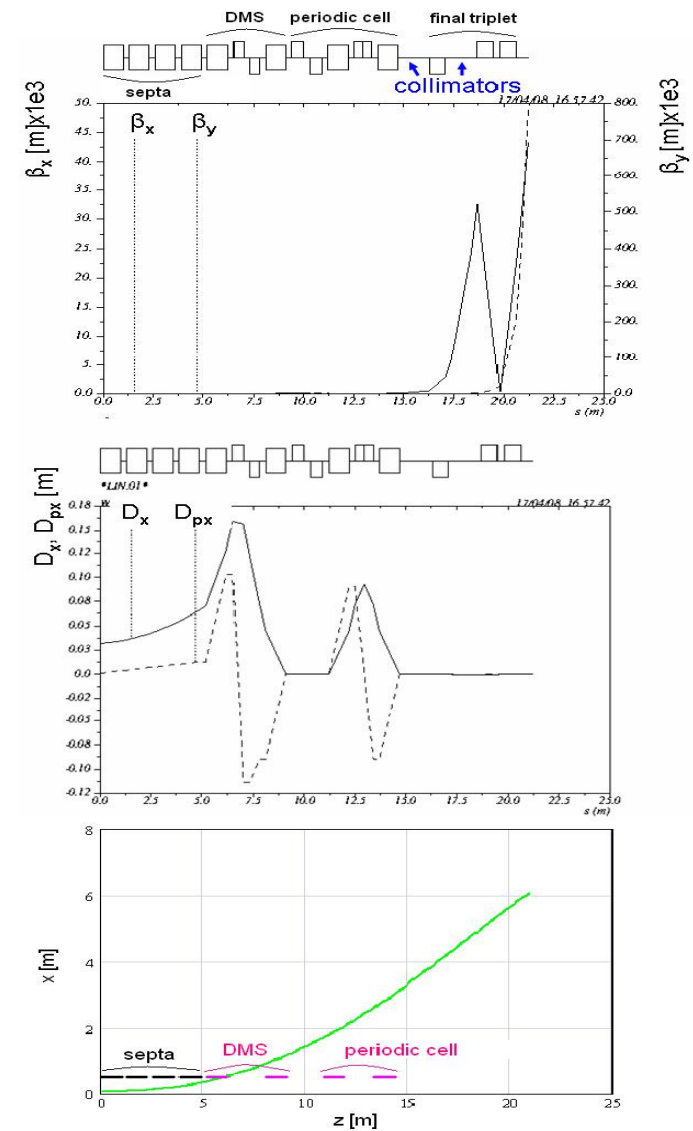 DMS periodic cell final triplet
septa
collimators
17/04/08 16.57.42
βx [m]x1e3
βy [m]x1e3
βx βy
50. 800.
45. 700.
40. 600.
35. 500.
30. 400.
25. 300.
20. 200.
15. 100.
10. 0.0
5.
0.0
0.0 2.5 5.0 7.5 10.0 12.5 15.0 17.5 20.0 22.5 25.0
s (m)
*LIN.01*
17/04/08 16.57.42
Dx, Dpx [m]
Dx Dpx
0.18
0.15
0.12
0.10
0.08
0.05
0.03
0.0
-0.02
-0.05
-0.08
-0.10
-0.12
0.0 2.5 5.0 7.5 10.0 12.5 15.0 17.5 20.0 22.5 25.0
s (m)
x [m]
8
6
4
2
0
septa DMS periodic cell
0 5 10 15 20 25
z [m]